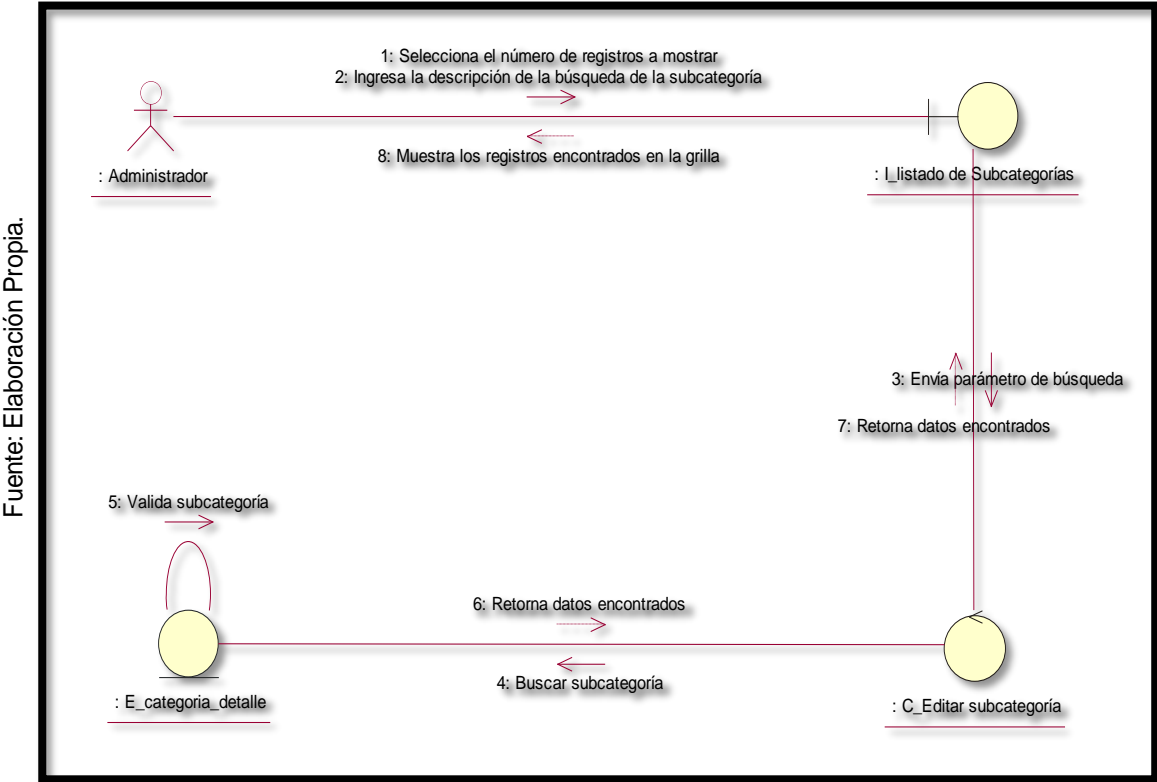 1: Selecciona el número de registros a mostrar
2: Ingresa la descripción de la búsqueda de la subcategoría
8: Muestra los registros encontrados en la grilla
: Administrador
: I_listado de Subcategorías
3: Envía parámetro de búsqueda
7: Retorna datos encontrados
5: Valida subcategoría
6: Retorna datos encontrados
4: Buscar subcategoría
: E_categoria_detalle
: C_Editar subcategoría
Fuente: Elaboración Propia.